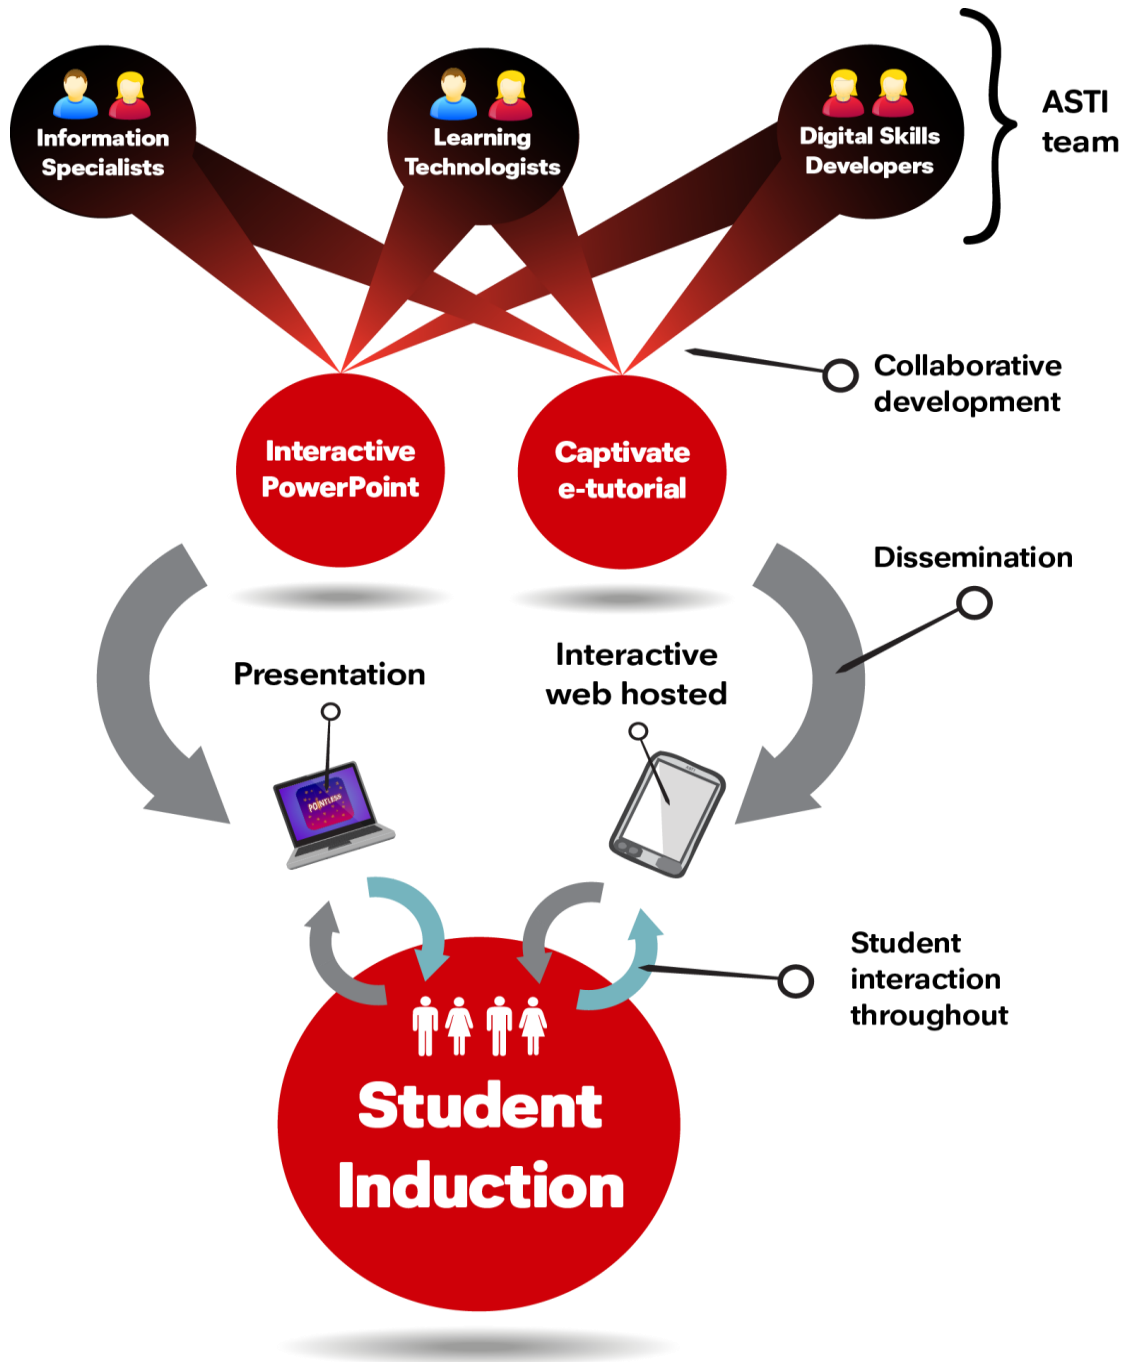 Information
Specialists
Learning
Technologists
Digital Skills
Developers
ASTI
team
Collaborative
development
Interactive
PowerPoint
Captivate
e-tutorial
Dissemination
Presentation
Interactive
web hosted
POINTLESS
Student
interaction
throughout
Student
Induction